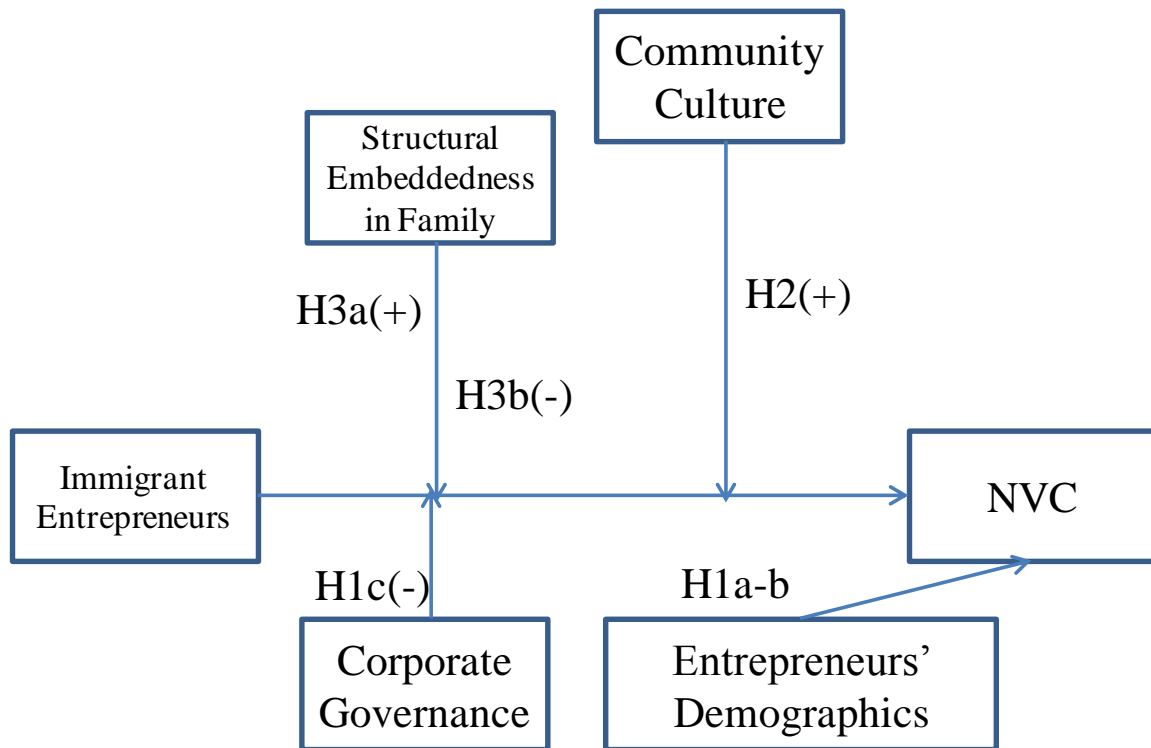 Community
Culture
Structural
Embeddedness
in Family
H3a(+)
H2(+)
H3b(-)
Immigrant
Entrepreneurs
NVC
H1c(-)
H1a-b
Corporate
Governance
Entrepreneurs’
Demographics